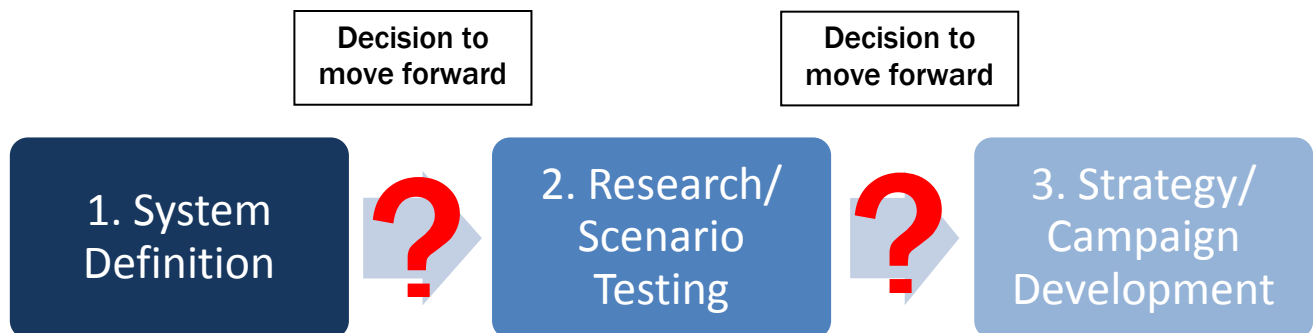 Decision to
move forward
Decision to
move forward
1. System
Definition
?
2. Research/
Scenario
Testing
?
3. Strategy/
Campaign
Development